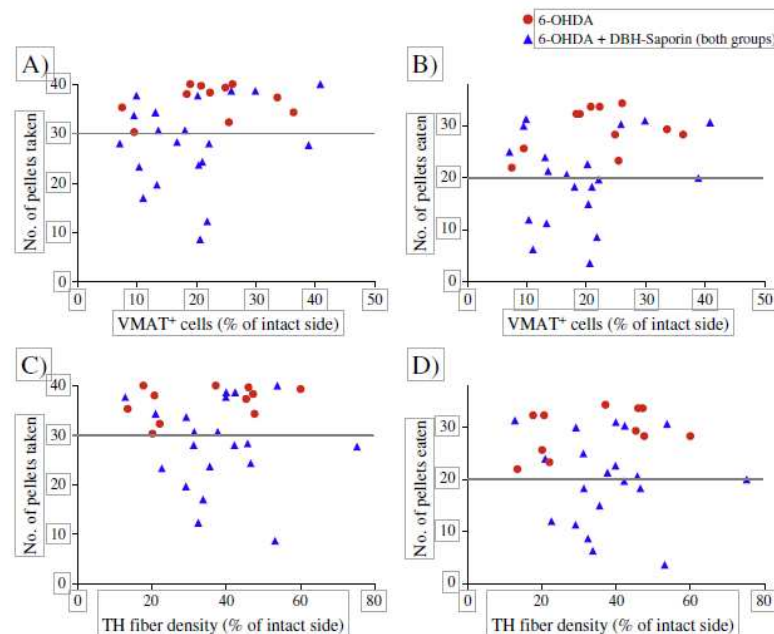 6-OHDA
6-OHDA + DBH-Saporin (both groups)
A)
No. of pellets taken
40
30
20
10
0
0 10 20 30 40 50
VMAT+ cells (% of intact side)
B)
No. of pellets eaten
30
20
10
0
0 10 20 30 40 50
VMAT+ cells (% of intact side)
C)
No. of pellets taken
40
30
20
10
0
0 20 40 60 80
TH fiber density (% of intact side)
D)
No. of pellets eaten
30
20
10
0
0 20 40 60 80
TH fiber density (% of intact side)